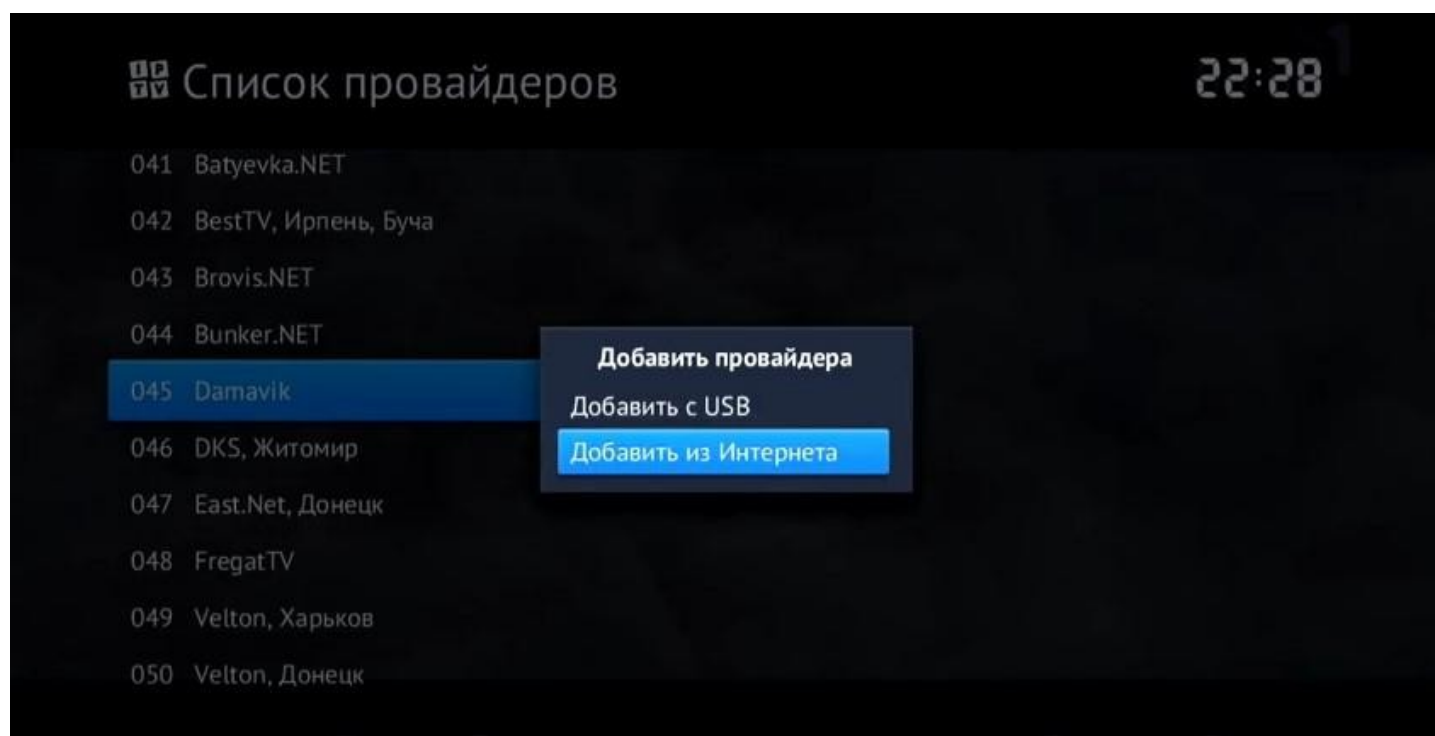 IP
TV
Список провайдеров
22:28
041 Batyevka.NET
042 BestTV, Ирпень, Буча
043 Brovis.NET
044 Bunker.NET
045 Damavik
046 DKS, Житомир
047 East.Net, Донецк
048 FregatTV
049 Velton, Харьков
050 Velton, Донецк
Добавить провайдера
Добавить с USB
Добавить из Интернета